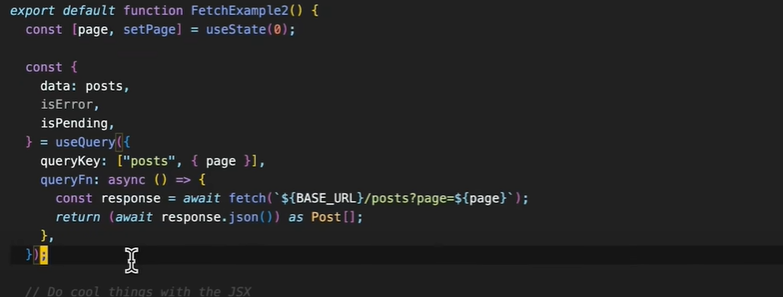 export default function FetchExample2() {
const [page, setPage] = useState(0);
const {
data: posts,
isError,
isPending,
} = useQuery({
queryKey: ["posts", { page }],
queryFn: async () => {
const response = await fetch(`${BASE_URL}/posts?page=${page}`);
return (await response.json()) as Post[];
},
});
// Do cool things with the JSX